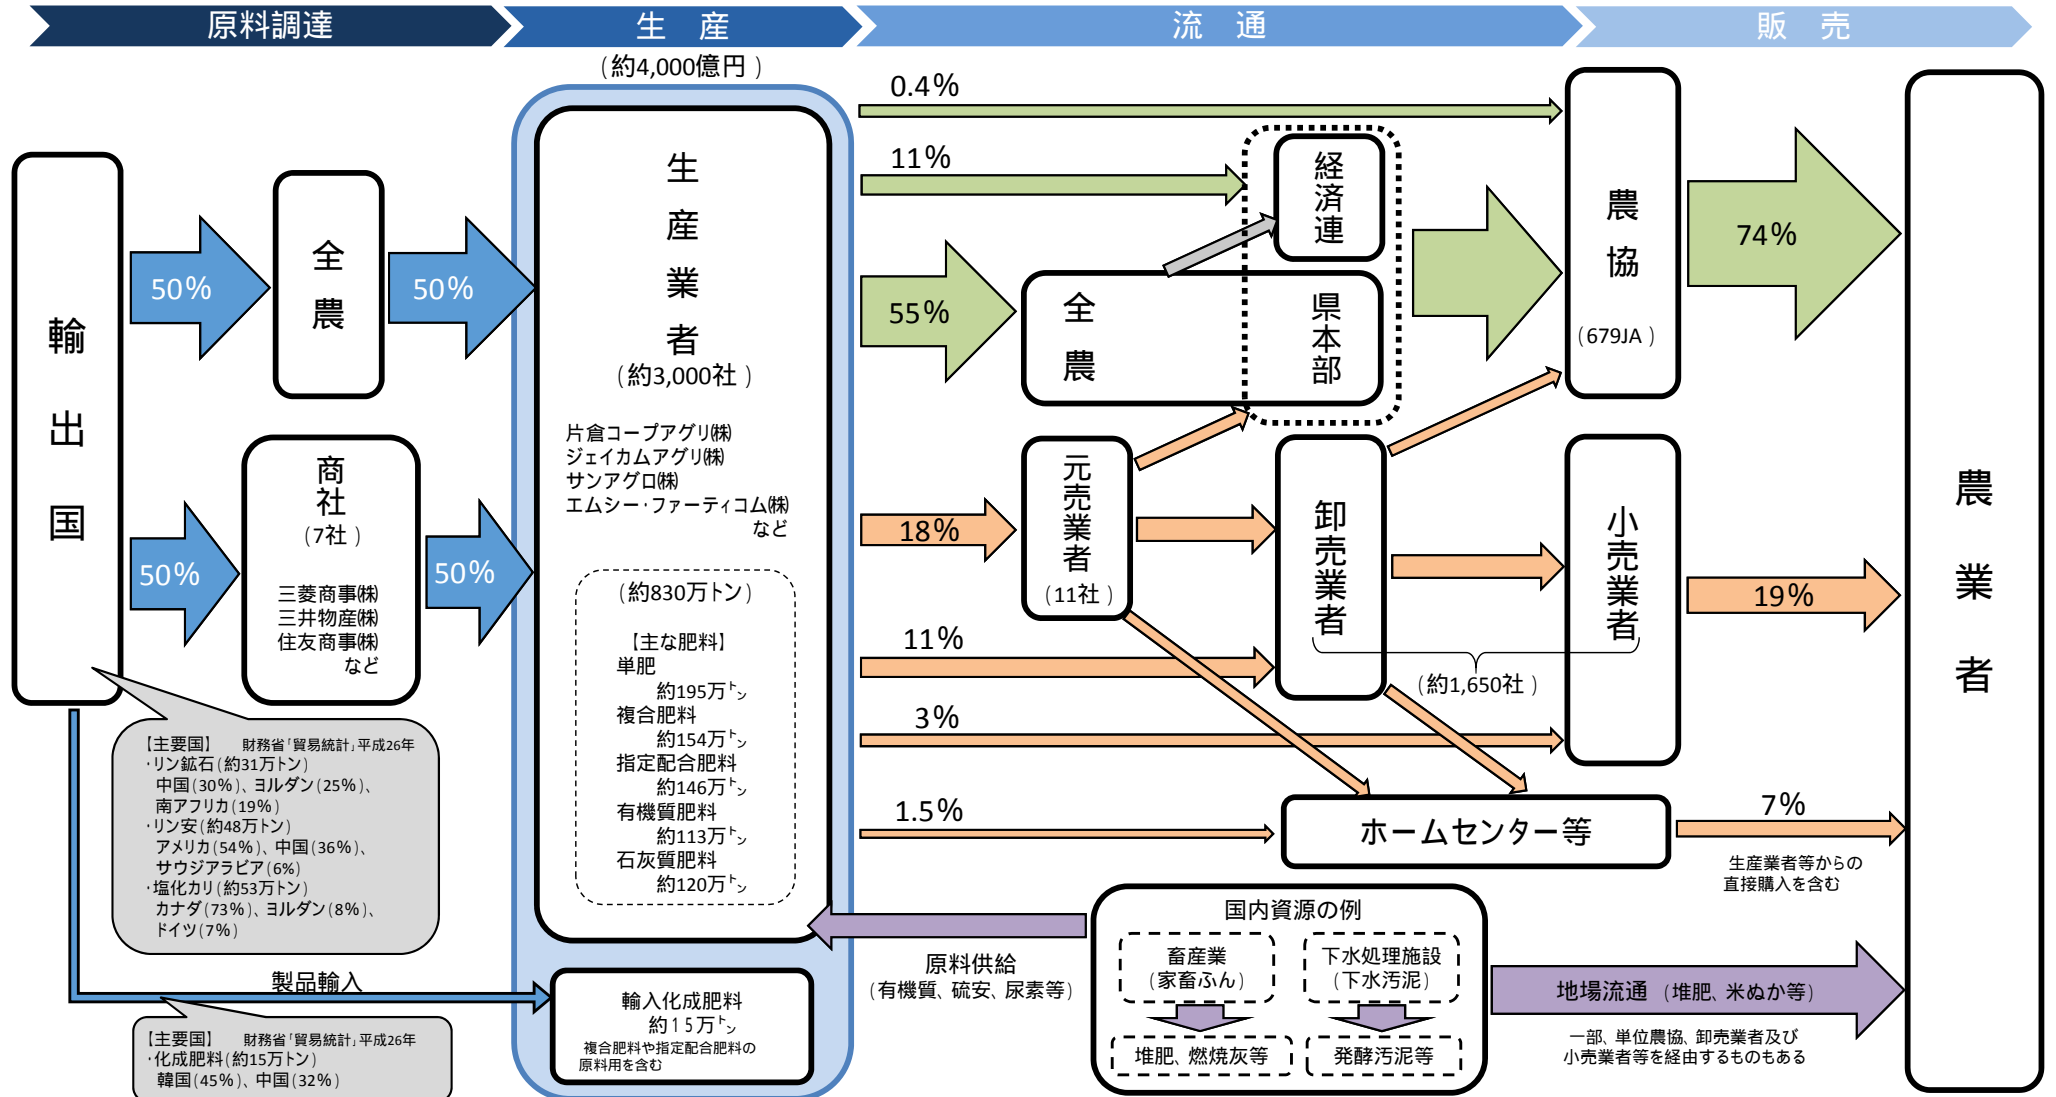 原料調達
生　産
流　通
販　売
（約4,000億円）
輸出国
50%
全農
50%
50%
商社
（7社）
三菱商事㈱
三井物産㈱
住友商事㈱
など
50%
【主要国】　財務省「貿易統計」平成26年
・リン鉱石（約31万トン）
中国（30%）、ヨルダン（25%）、
南アフリカ（19%）
・リン安（約48万トン）
アメリカ（54%）、中国（36%）、
サウジアラビア（6%）
・塩化カリ（約53万トン）
カナダ（73%）、ヨルダン（8%）、
ドイツ（7%）
製品輸入
【主要国】　財務省「貿易統計」平成26年
・化成肥料（約15万トン）
韓国（45%）、中国（32%）
生産業者
（約3,000社）
片倉コープアグリ㈱
ジェイカムアグリ㈱
サンアグロ㈱
エムシー・ファーティコム㈱
など
（約830万トン）
【主な肥料】
単肥
約195万トン
複合肥料
約154万トン
指定配合肥料
約146万トン
有機質肥料
約113万トン
石灰質肥料
約120万トン
輸入化成肥料
約15万トン
複合肥料や指定配合肥料の
原料用を含む
0.4%
11%
55%
18%
11%
3%
1.5%
経済連
全農
県本部
元売業者
（11社）
卸売業者
小売業者
（約1,650社）
農協
（679JA）
ホームセンター等
74%
19%
7%
生産業者等からの
直接購入を含む
農業者
原料供給
（有機質、硫安、尿素等）
国内資源の例
畜産業
（家畜ふん）
下水処理施設
（下水汚泥）
堆肥、燃焼灰等
発酵汚泥等
地場流通　（堆肥、米ぬか等）
一部、単位農協、卸売業者及び
小売業者等を経由するものもある